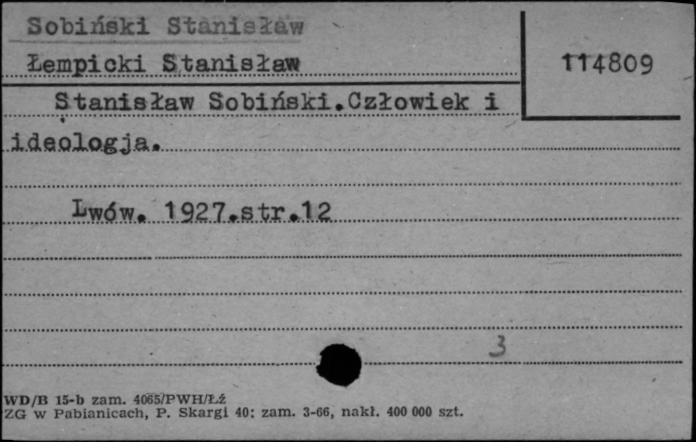 Sobiński Stanisław
Łempicki Stanisław
114809
Stanisław Sobiński.Człowiek i
ideologja.
Lwów. 1927.str.12
3
WD/B 15-b zam. 4065/PWH/Łź
ZG w Pabianicach, P. Skargi 40; zam. 3-66, nakł. 400 000 szt.